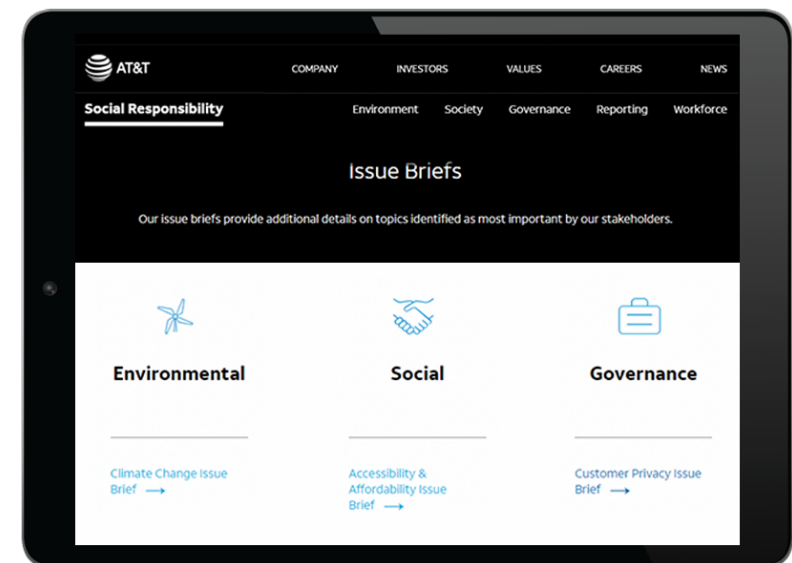 AT&T
COMPANY INVESTORS VALUES CAREERS NEWS
Social Responsibility
Environment Society Governance Reporting Workforce
Issue Briefs
Our issue briefs provide additional details on topics identified as most important by our stakeholders.
Environmental Social Governance
Climate Change Issue
Brief →
Accessibility &
Affordability Issue
Brief →
Customer Privacy Issue
Brief →